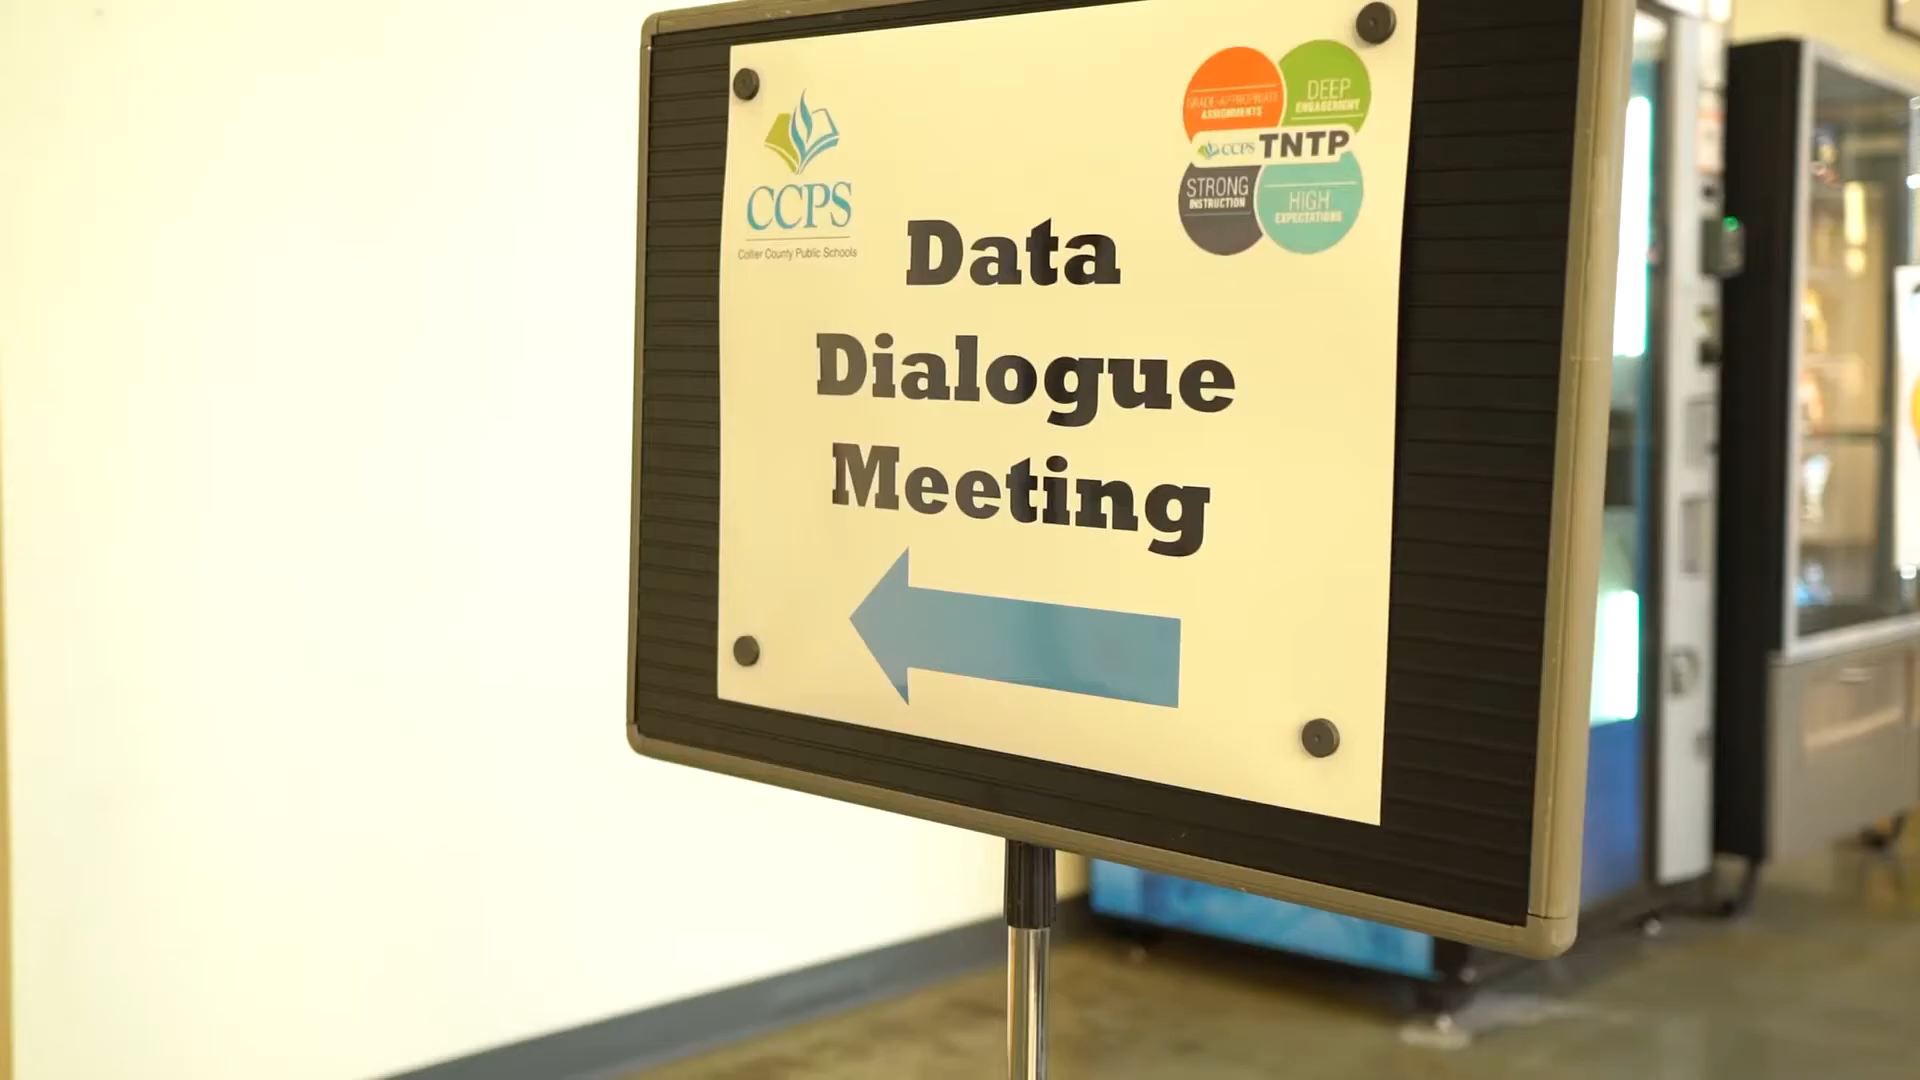 CCPS
Collier County Public Schools
GRADE-APPROPRIATE
ASSIGNMENTS
DEEP
ENGAGEMENT
CCPS TNTP
STRONG
INSTRUCTION
HIGH
EXPECTATIONS
Data
Dialogue
Meeting